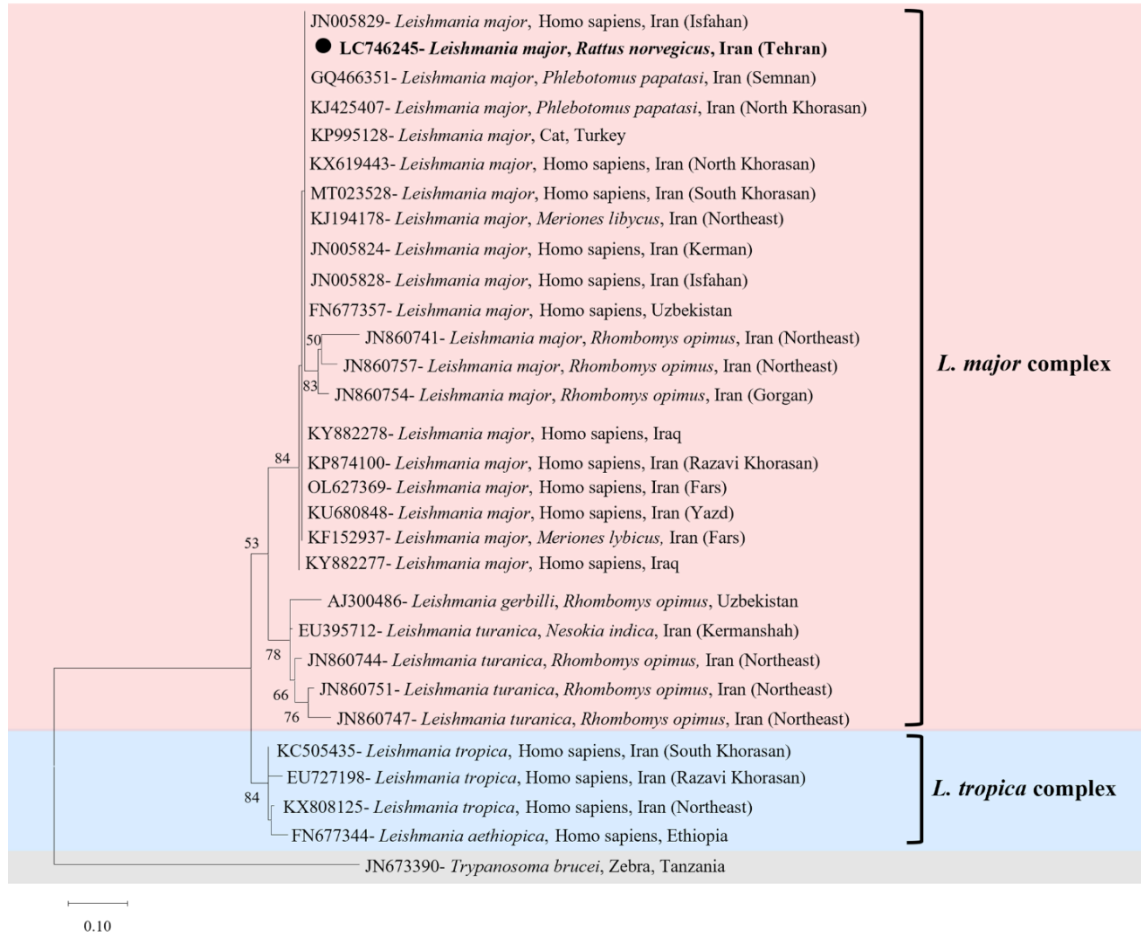 JN005829- Leishmania major, Homo sapiens, Iran (Isfahan)
LC746245- Leishmania major, Rattus norvegicus, Iran (Tehran)
GQ466351- Leishmania major, Phlebotomus papatasi, Iran (Semnan)
KJ425407- Leishmania major, Phlebotomus papatasi, Iran (North Khorasan)
KP995128- Leishmania major, Cat, Turkey
KX619443- Leishmania major, Homo sapiens, Iran (North Khorasan)
MT023528- Leishmania major, Homo sapiens, Iran (South Khorasan)
KJ194178- Leishmania major, Meriones libycus, Iran (Northeast)
JN005824- Leishmania major, Homo sapiens, Iran (Kerman)
JN005828- Leishmania major, Homo sapiens, Iran (Isfahan)
FN677357- Leishmania major, Homo sapiens, Uzbekistan
50
JN860741- Leishmania major, Rhombomys opimus, Iran (Northeast)
JN860757- Leishmania major, Rhombomys opimus, Iran (Northeast)
L. major complex
83
JN860754- Leishmania major, Rhombomys opimus, Iran (Gorgan)
KY882278- Leishmania major, Homo sapiens, Iraq
84
KP874100- Leishmania major, Homo sapiens, Iran (Razavi Khorasan)
OL627369- Leishmania major, Homo sapiens, Iran (Fars)
KU680848- Leishmania major, Homo sapiens, Iran (Yazd)
KF152937- Leishmania major, Meriones lybicus, Iran (Fars)
53
KY882277- Leishmania major, Homo sapiens, Iraq
AJ300486- Leishmania gerbilli, Rhombomys opimus, Uzbekistan
EU395712- Leishmania turanica, Nesokia indica, Iran (Kermanshah)
78
JN860744- Leishmania turanica, Rhombomys opimus, Iran (Northeast)
66
JN860751- Leishmania turanica, Rhombomys opimus, Iran (Northeast)
76
JN860747- Leishmania turanica, Rhombomys opimus, Iran (Northeast)
KC505435- Leishmania tropica, Homo sapiens, Iran (South Khorasan)
EU727198- Leishmania tropica, Homo sapiens, Iran (Razavi Khorasan)
L. tropica complex
84
KX808125- Leishmania tropica, Homo sapiens, Iran (Northeast)
FN677344- Leishmania aethiopica, Homo sapiens, Ethiopia
JN673390- Trypanosoma brucei, Zebra, Tanzania
0.10